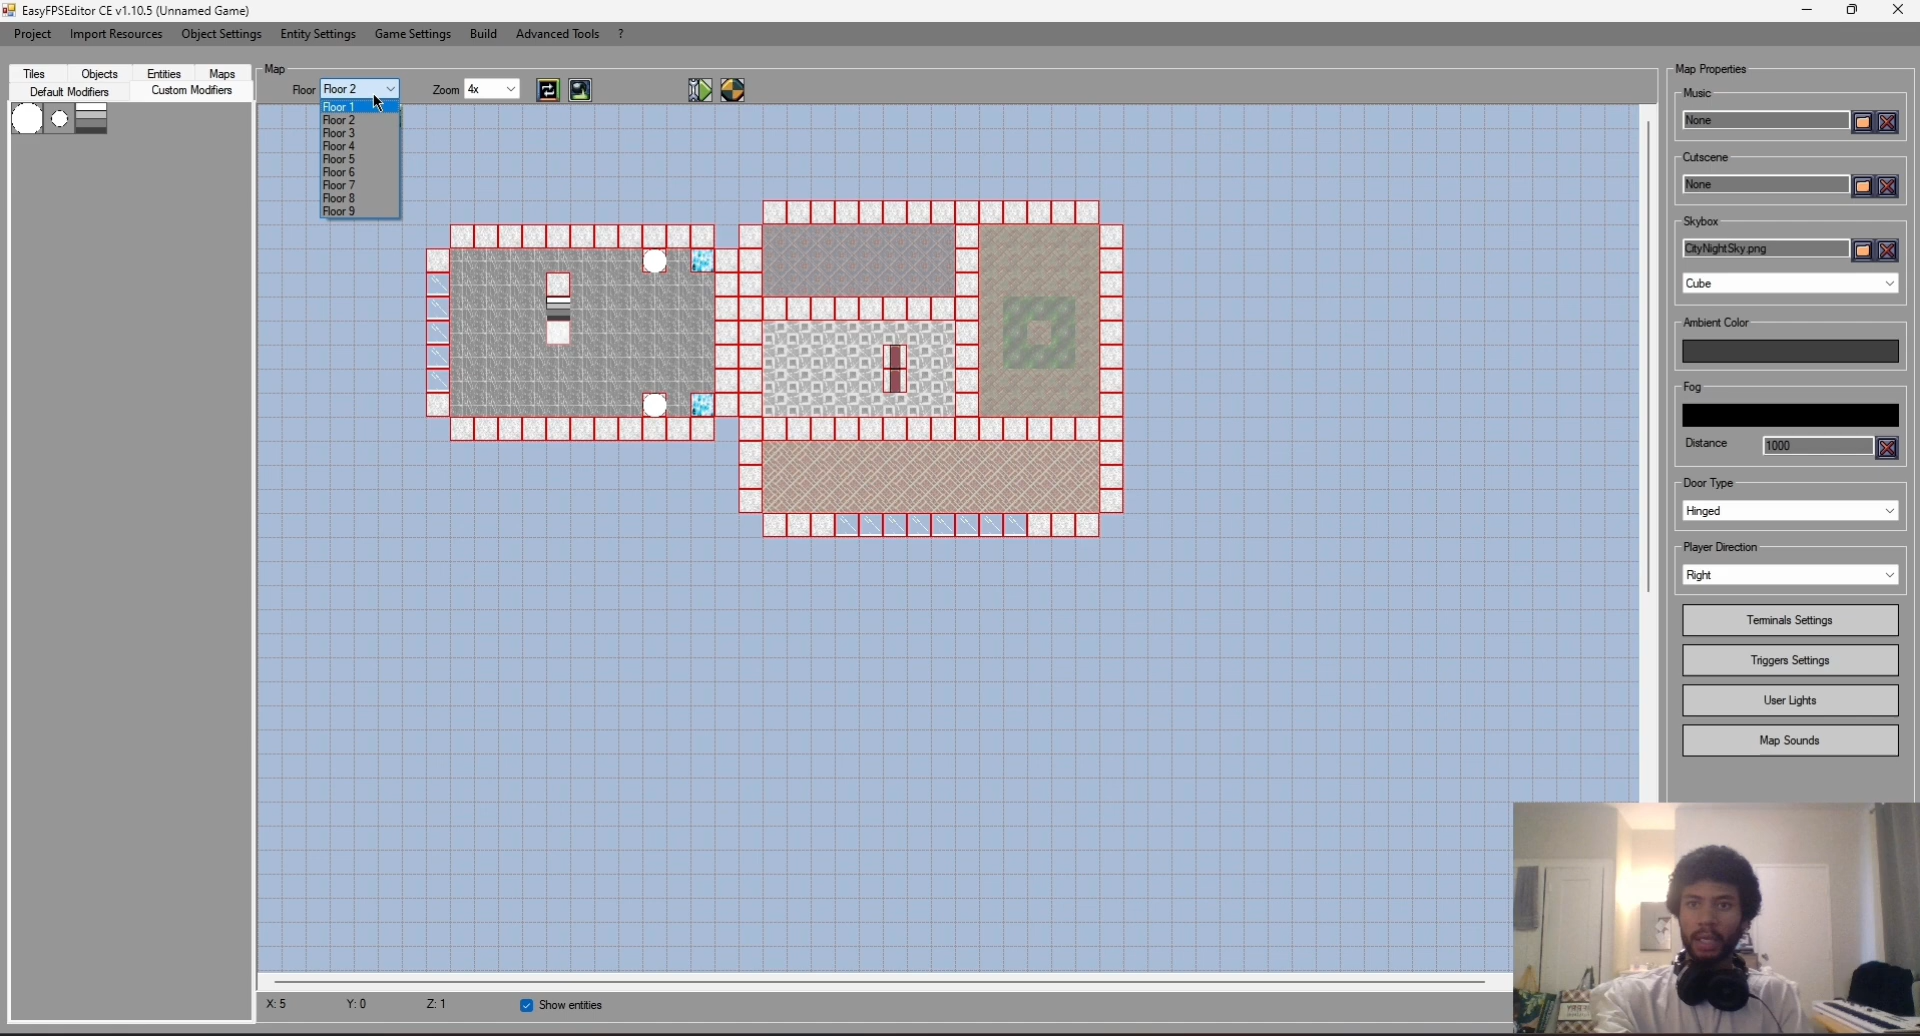 EasyFPSEditor CE v1.10.5 (Unnamed Game)
Project Import Resources Object Settings Entity Settings Game Settings Build Advanced Tools ?
Tiles Objects Entities Maps
Default Modifiers Custom Modifiers
Map
Floor Floor 2 Zoom 4x
Floor 1
Floor 2
Floor 3
Floor 4
Floor 5
Floor 6
Floor 7
Floor 8
Floor 9
X: 5 Y: 0 Z: 1 Show entities
Map Properties
Music
None
Cutscene
None
Skybox
CityNightSky.png
Cube
Ambient Color
Fog
Distance 1000
Door Type
Hinged
Player Direction
Right
Terminals Settings
Triggers Settings
User Lights
Map Sounds